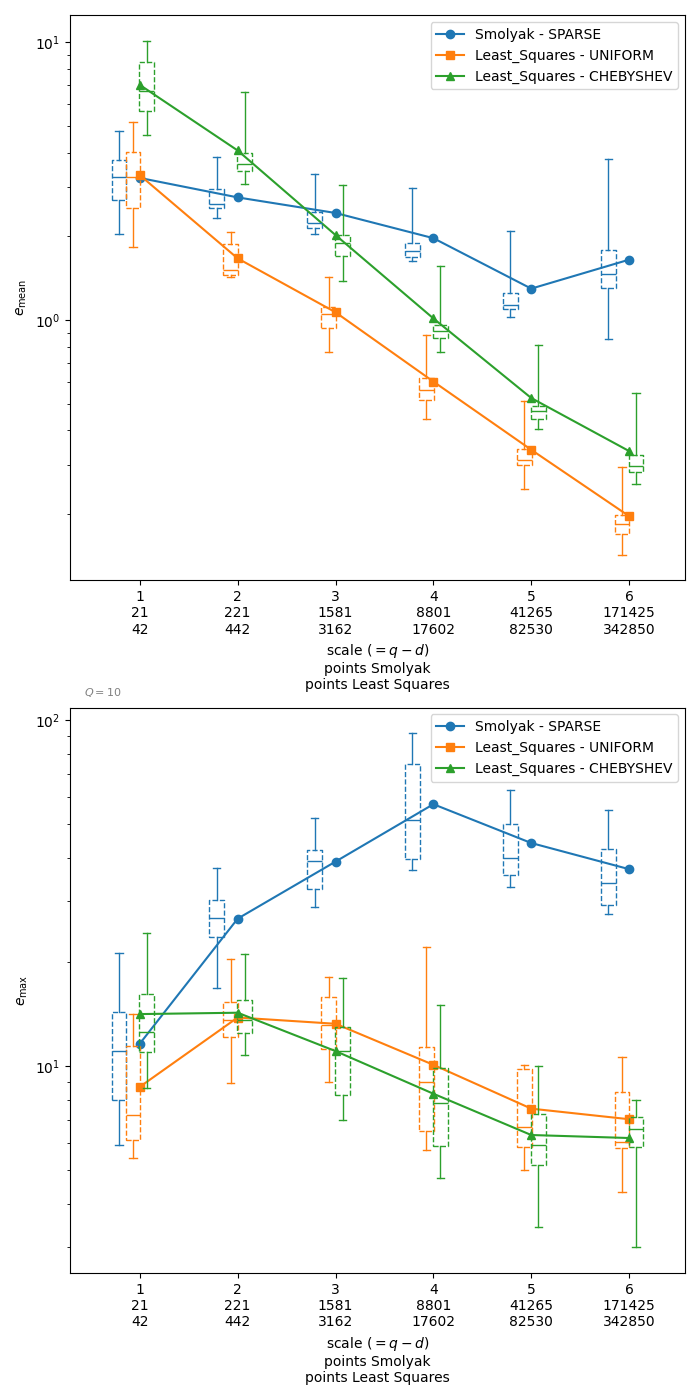 10¹
10⁰
e_mean
Smolyak - SPARSE
Least_Squares - UNIFORM
Least_Squares - CHEBYSHEV
1 2 3 4 5 6
21 221 1581 8801 41265 171425
42 442 3162 17602 82530 342850
scale (= q − d)
points Smolyak
points Least Squares
Q = 10
10²
10¹
e_max
Smolyak - SPARSE
Least_Squares - UNIFORM
Least_Squares - CHEBYSHEV
1 2 3 4 5 6
21 221 1581 8801 41265 171425
42 442 3162 17602 82530 342850
scale (= q − d)
points Smolyak
points Least Squares